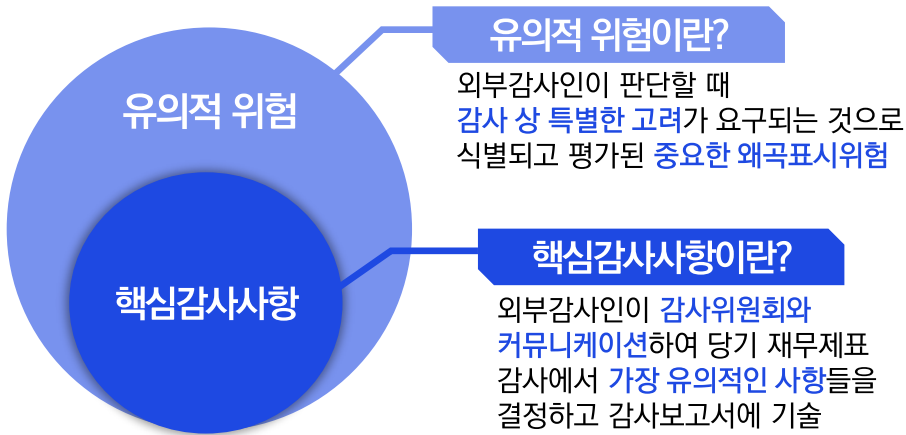 유의적 위험이란?
외부감사인이 판단할 때
감사 상 특별한 고려가 요구되는 것으로
식별되고 평가된 중요한 왜곡표시위험
유의적 위험
핵심감사사항이란?
외부감사인이 감사위원회와
커뮤니케이션하여 당기 재무제표
감사에서 가장 유의적인 사항들을
결정하고 감사보고서에 기술
핵심감사사항